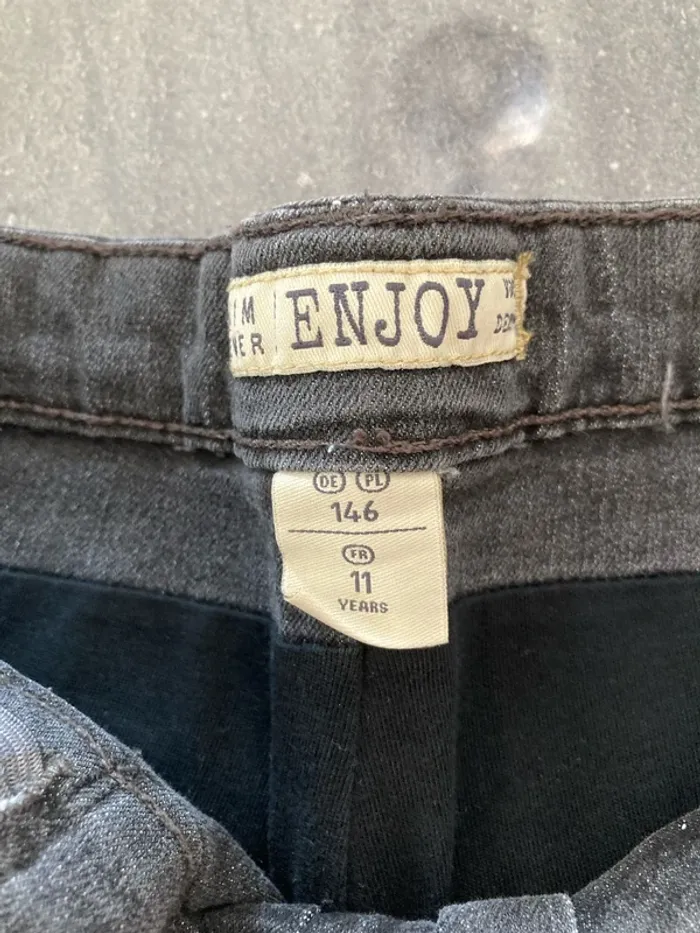 ENJOY
DE PL
146
FR
11
YEARS